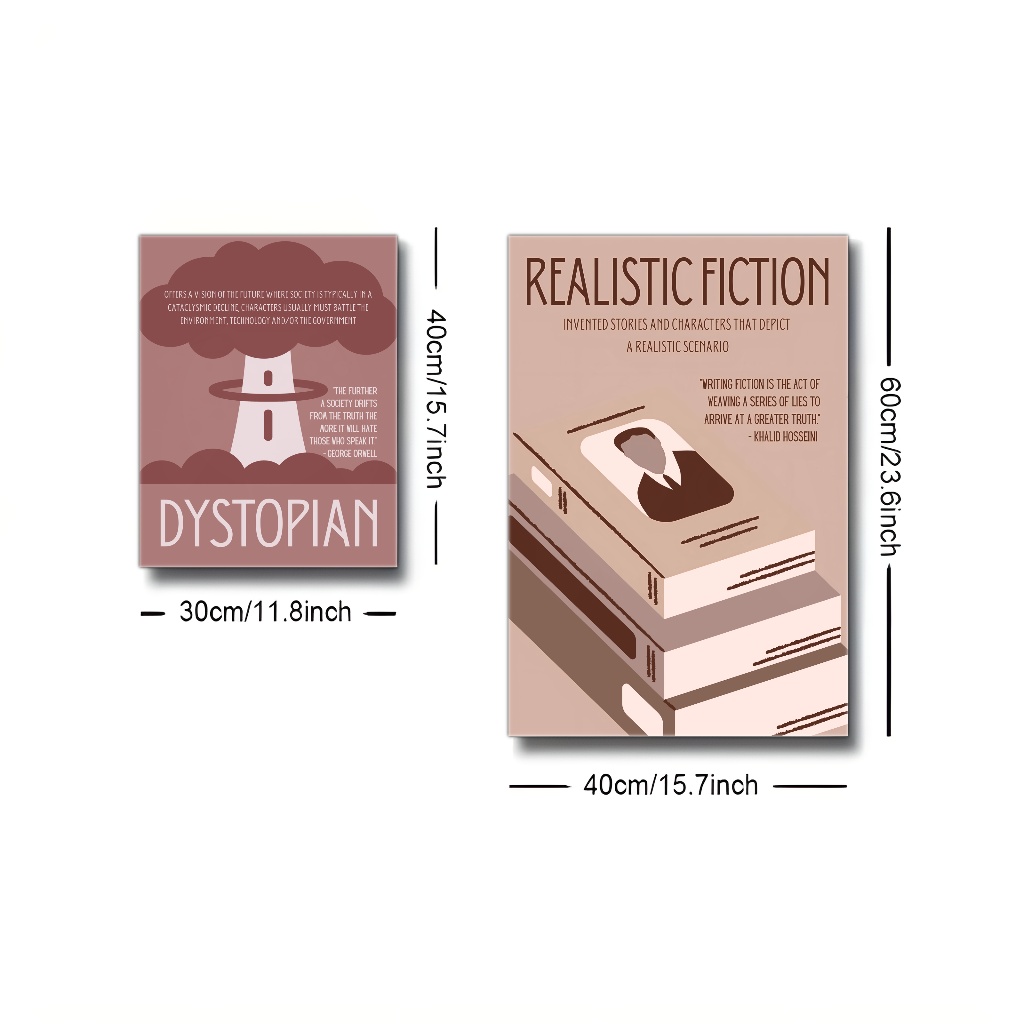 OFFERS A VISION OF THE FUTURE WHERE SOCIETY IS TYPICALLY IN A
CATACLYSMIC DECLINE, CHARACTERS USUALLY MUST BATTLE THE
ENVIRONMENT, TECHNOLOGY AND/OR THE GOVERNMENT
"THE FURTHER
A SOCIETY DRIFTS
FROM THE TRUTH THE
MORE IT WILL HATE
THOSE WHO SPEAK IT"
- GEORGE ORWELL
DYSTOPIAN
40cm/15.7inch
30cm/11.8inch
REALISTIC FICTION
INVENTED STORIES AND CHARACTERS THAT DEPICT
A REALISTIC SCENARIO
"WRITING FICTION IS THE ACT OF
WEAVING A SERIES OF LIES TO
ARRIVE AT A GREATER TRUTH."
- KHALID HOSSEINI
60cm/23.6inch
40cm/15.7inch